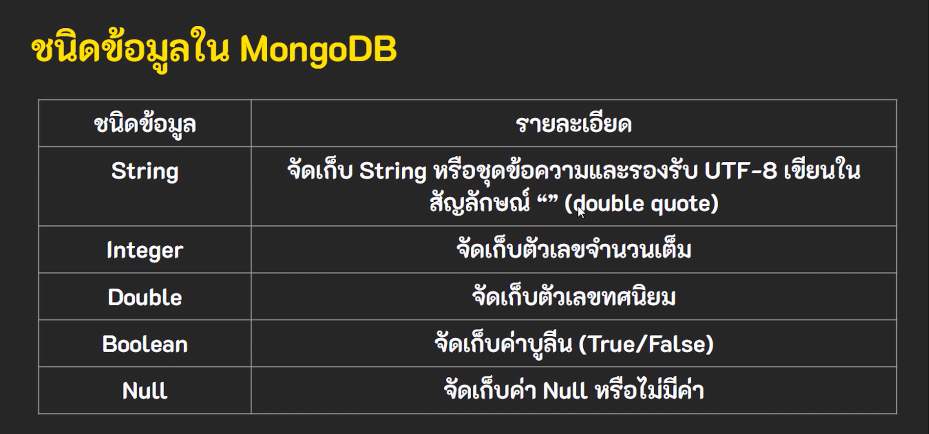 ชนิดข้อมูลใน MongoDB
ชนิดข้อมูล รายละเอียด
String จัดเก็บ String หรือชุดข้อความและรองรับ UTF-8 เขียนใน
สัญลักษณ์ “” (double quote)
Integer จัดเก็บตัวเลขจำนวนเต็ม
Double จัดเก็บตัวเลขทศนิยม
Boolean จัดเก็บค่าบูลีน (True/False)
Null จัดเก็บค่า Null หรือไม่มีค่า